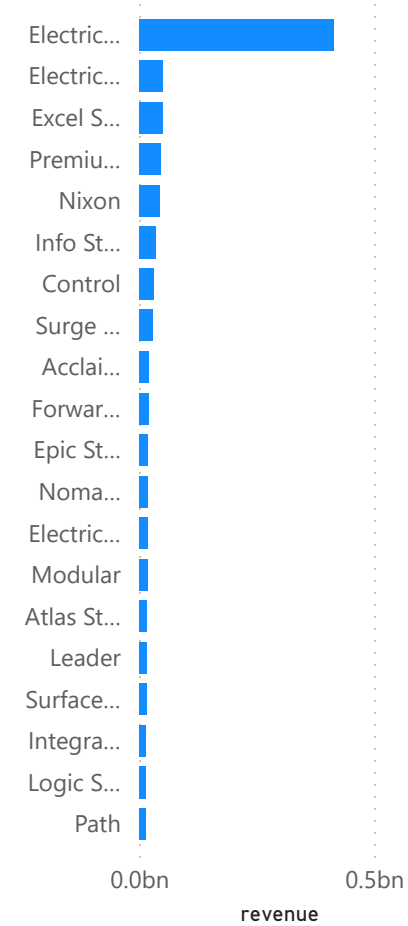 Electric...
Electric...
Excel S...
Premiu...
Nixon
Info St...
Control
Surge ...
Acclai...
Forwar...
Epic St...
Noma...
Electric...
Modular
Atlas St...
Leader
Surface...
Integra...
Logic S...
Path
0.0bn 0.5bn
revenue